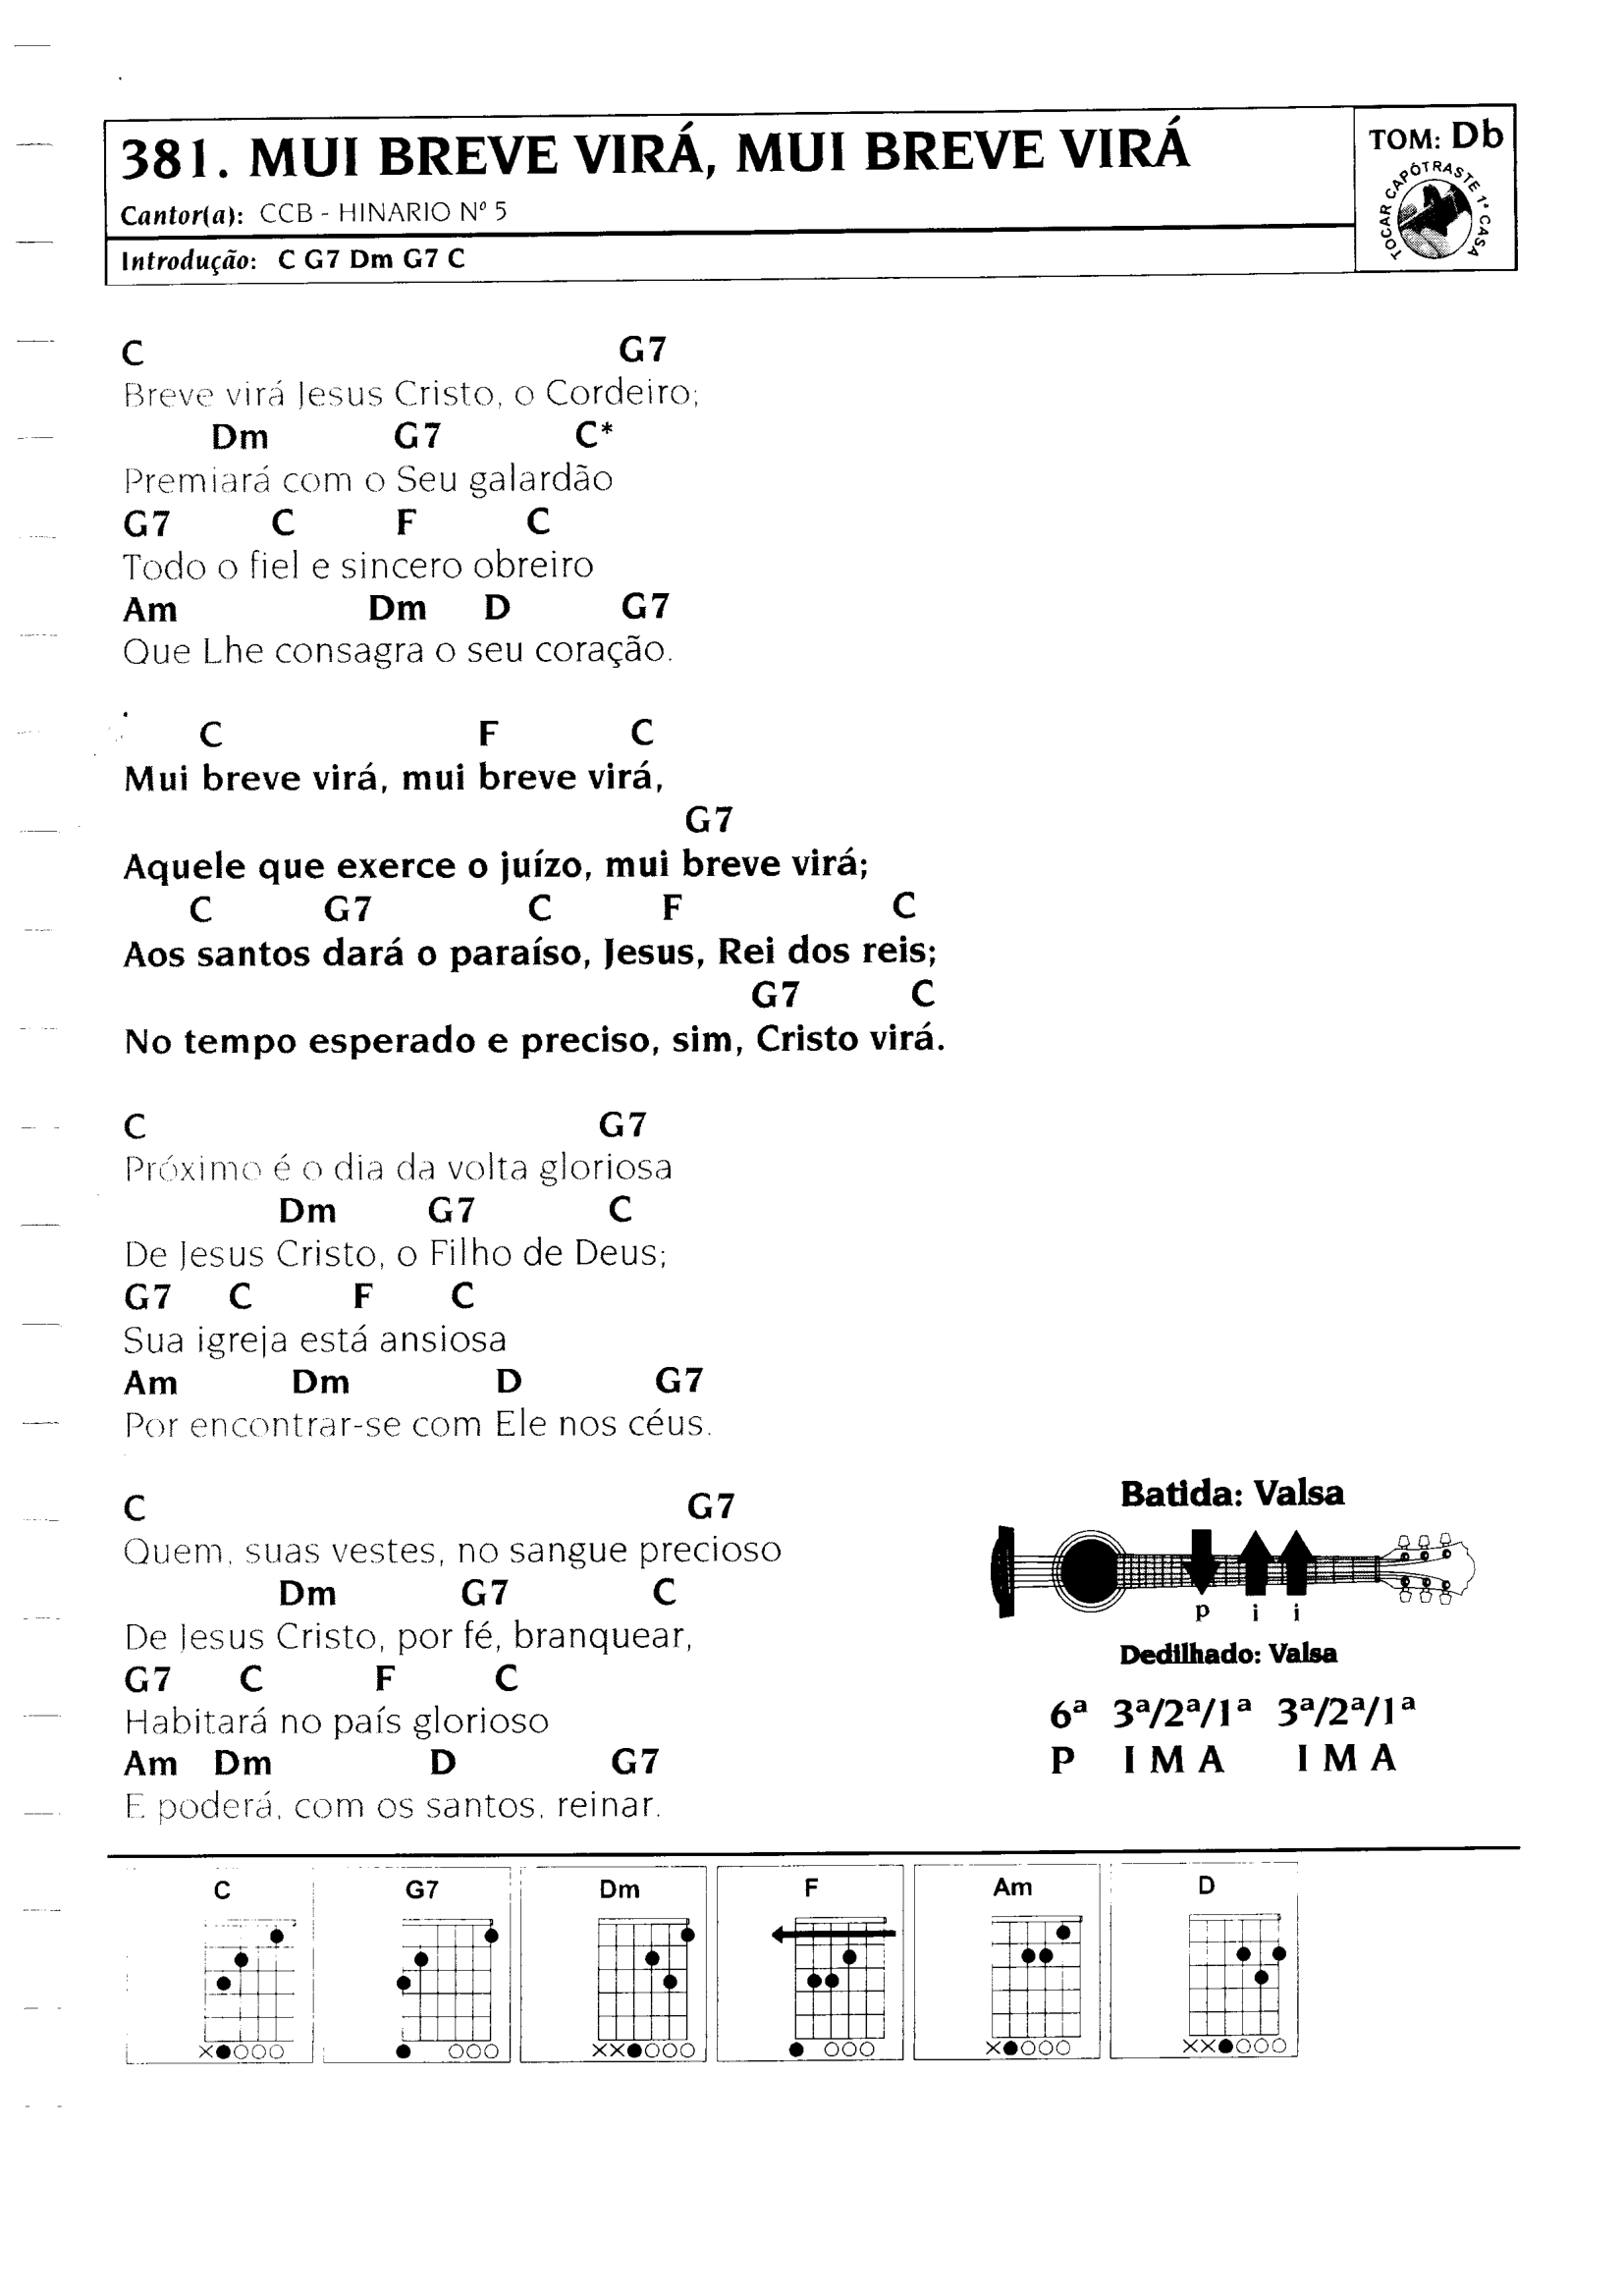 381. MUI BREVE VIRÁ, MUI BREVE VIRÁ
TOM: Db
Cantor(a): CCB - HINARIO Nº 5
TOCAR CAPÓTRASTE 1ª CASA
Introdução: C G7 Dm G7 C
C G7
Breve virá Jesus Cristo, o Cordeiro;
Dm G7 C*
Premiará com o Seu galardão
G7 C F C
Todo o fiel e sincero obreiro
Am Dm D G7
Que Lhe consagra o seu coração.
C F C
Mui breve virá, mui breve virá,
G7
Aquele que exerce o juízo, mui breve virá;
C G7 C F C
Aos santos dará o paraíso, Jesus, Rei dos reis;
G7 C
No tempo esperado e preciso, sim, Cristo virá.
C G7
Próximo é o dia da volta gloriosa
Dm G7 C
De Jesus Cristo, o Filho de Deus;
G7 C F C
Sua igreja está ansiosa
Am Dm D G7
Por encontrar-se com Ele nos céus.
C G7
Quem, suas vestes, no sangue precioso
Dm G7 C
De Jesus Cristo, por fé, branquear,
G7 C F C
Habitará no país glorioso
Am Dm D G7
E poderá, com os santos, reinar.
Batida: Valsa
p i i
Dedilhado: Valsa
6ª 3ª/2ª/1ª 3ª/2ª/1ª
P I M A I M A
C G7 Dm F Am D